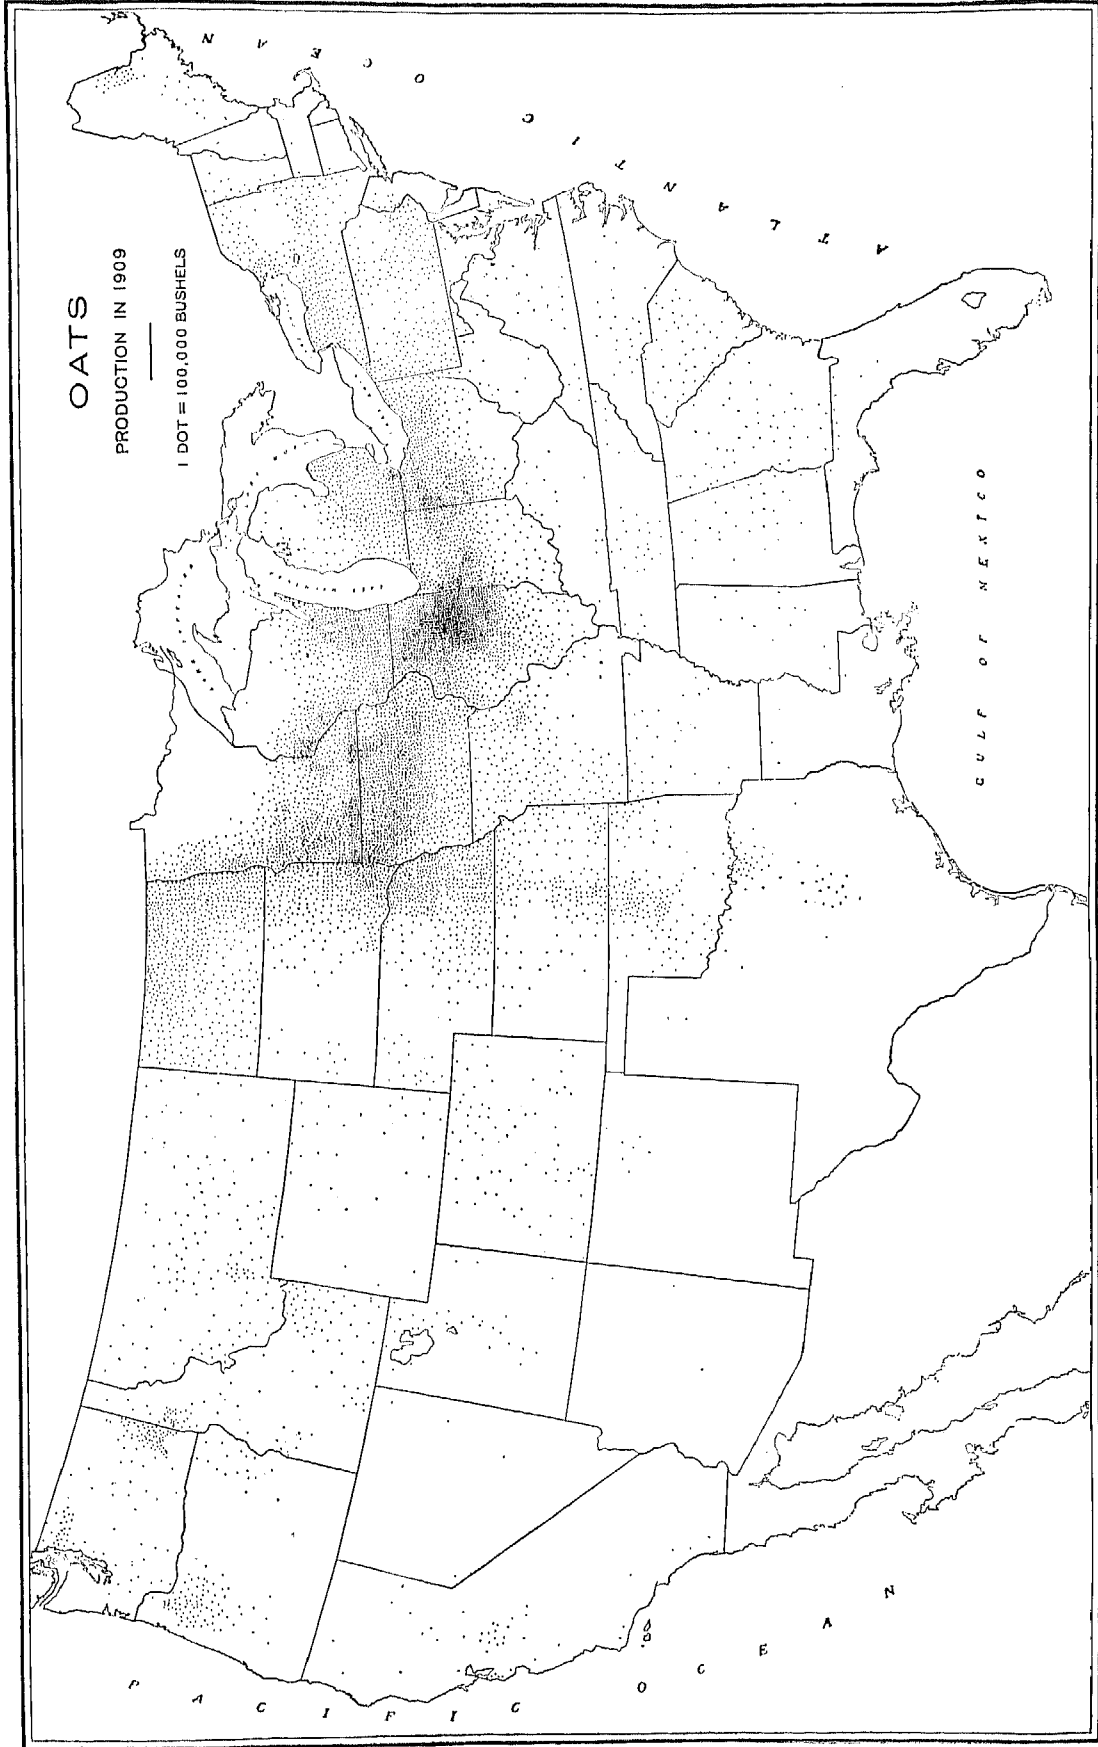 OATS
PRODUCTION IN 1909
1 DOT = 100,000 BUSHELS
ATLANTIC OCEAN
GULF OF MEXICO
PACIFIC OCEAN